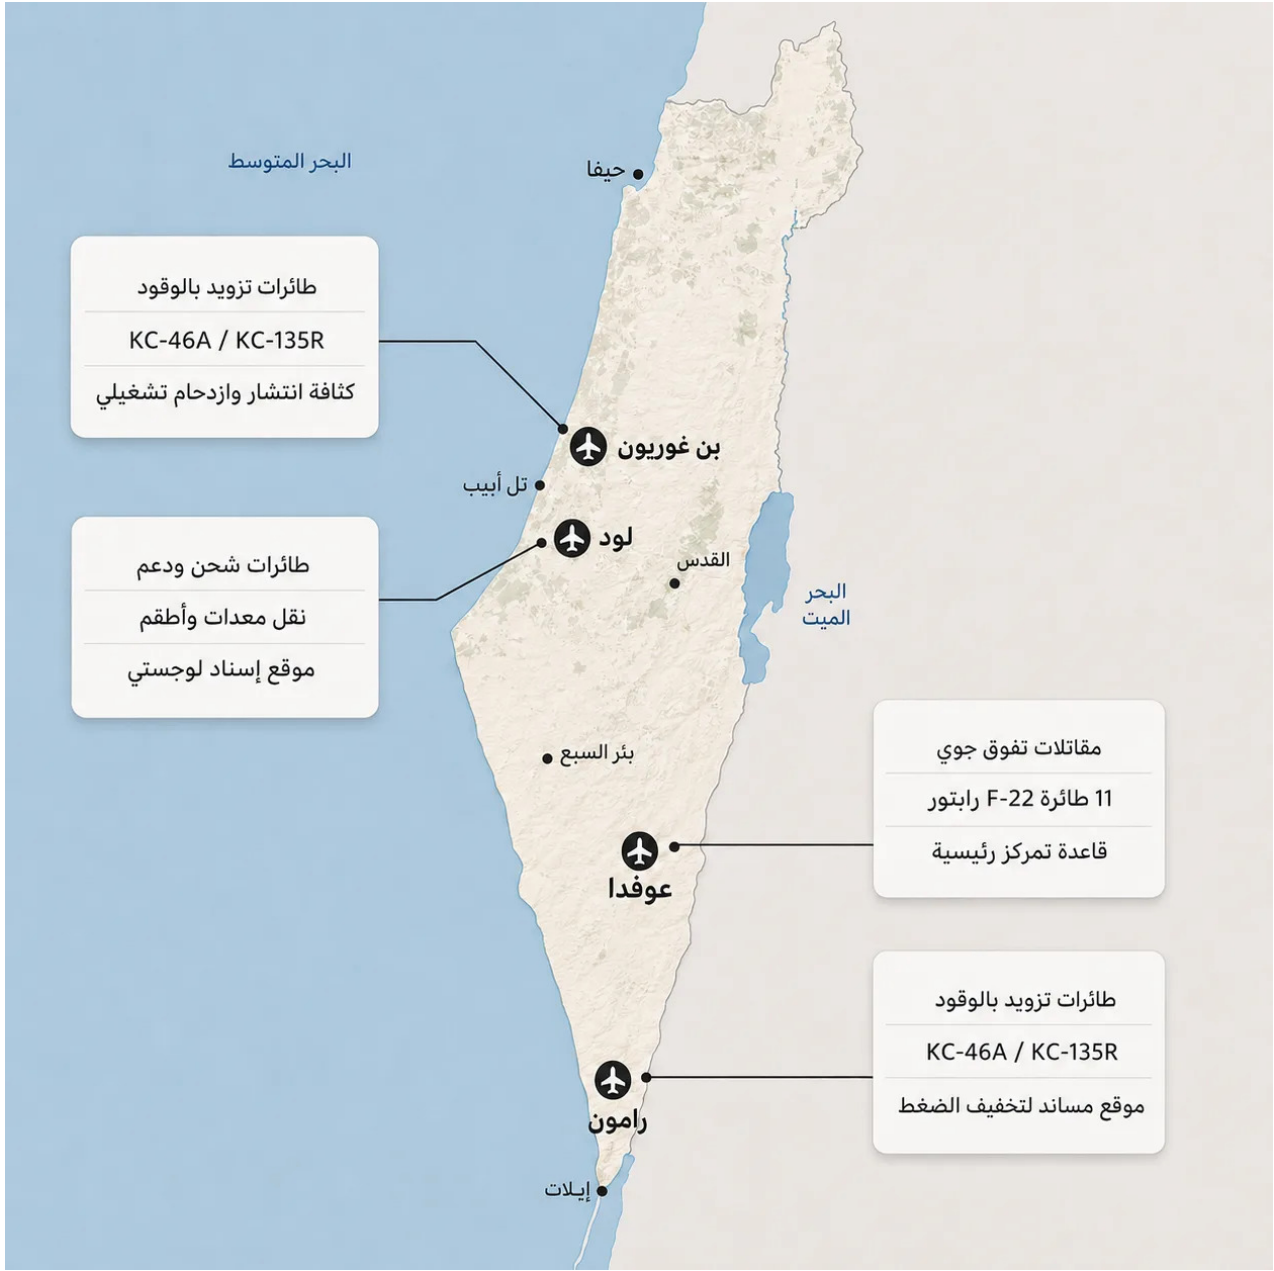 البحر المتوسط
حيفا
طائرات تزويد بالوقود
KC-46A / KC-135R
كثافة انتشار وازدحام تشغيلي
بن غوريون
تل أبيب
لود
طائرات شحن ودعم
نقل معدات وأطقم
موقع إسناد لوجستي
القدس
البحر
الميت
بئر السبع
مقاتلات تفوق جوي
11 طائرة F-22 رابتور
قاعدة تمركز رئيسية
عوفدا
طائرات تزويد بالوقود
KC-46A / KC-135R
موقع مساند لتخفيف الضغط
رامون
إيلات